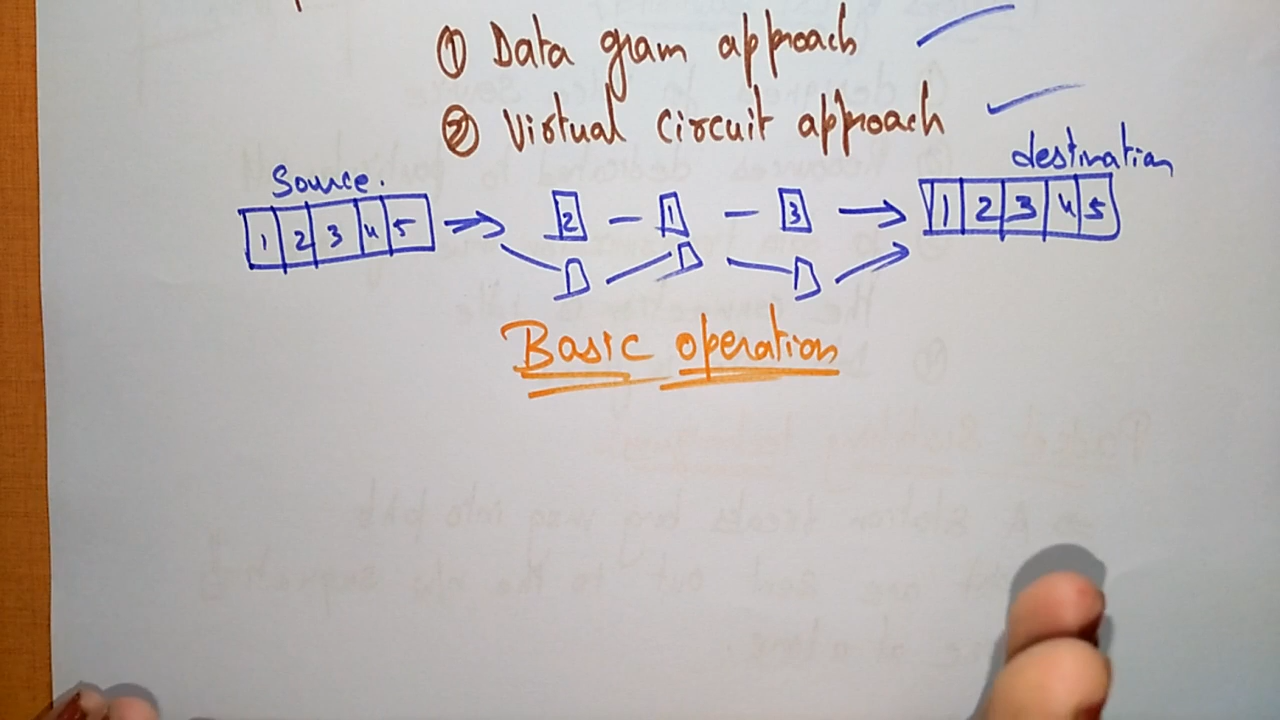 ① Data gram approach
② Virtual circuit approach
destination
Source.
1 2 3 4 5 2 1 3 1 2 3 4 5
Basic operation